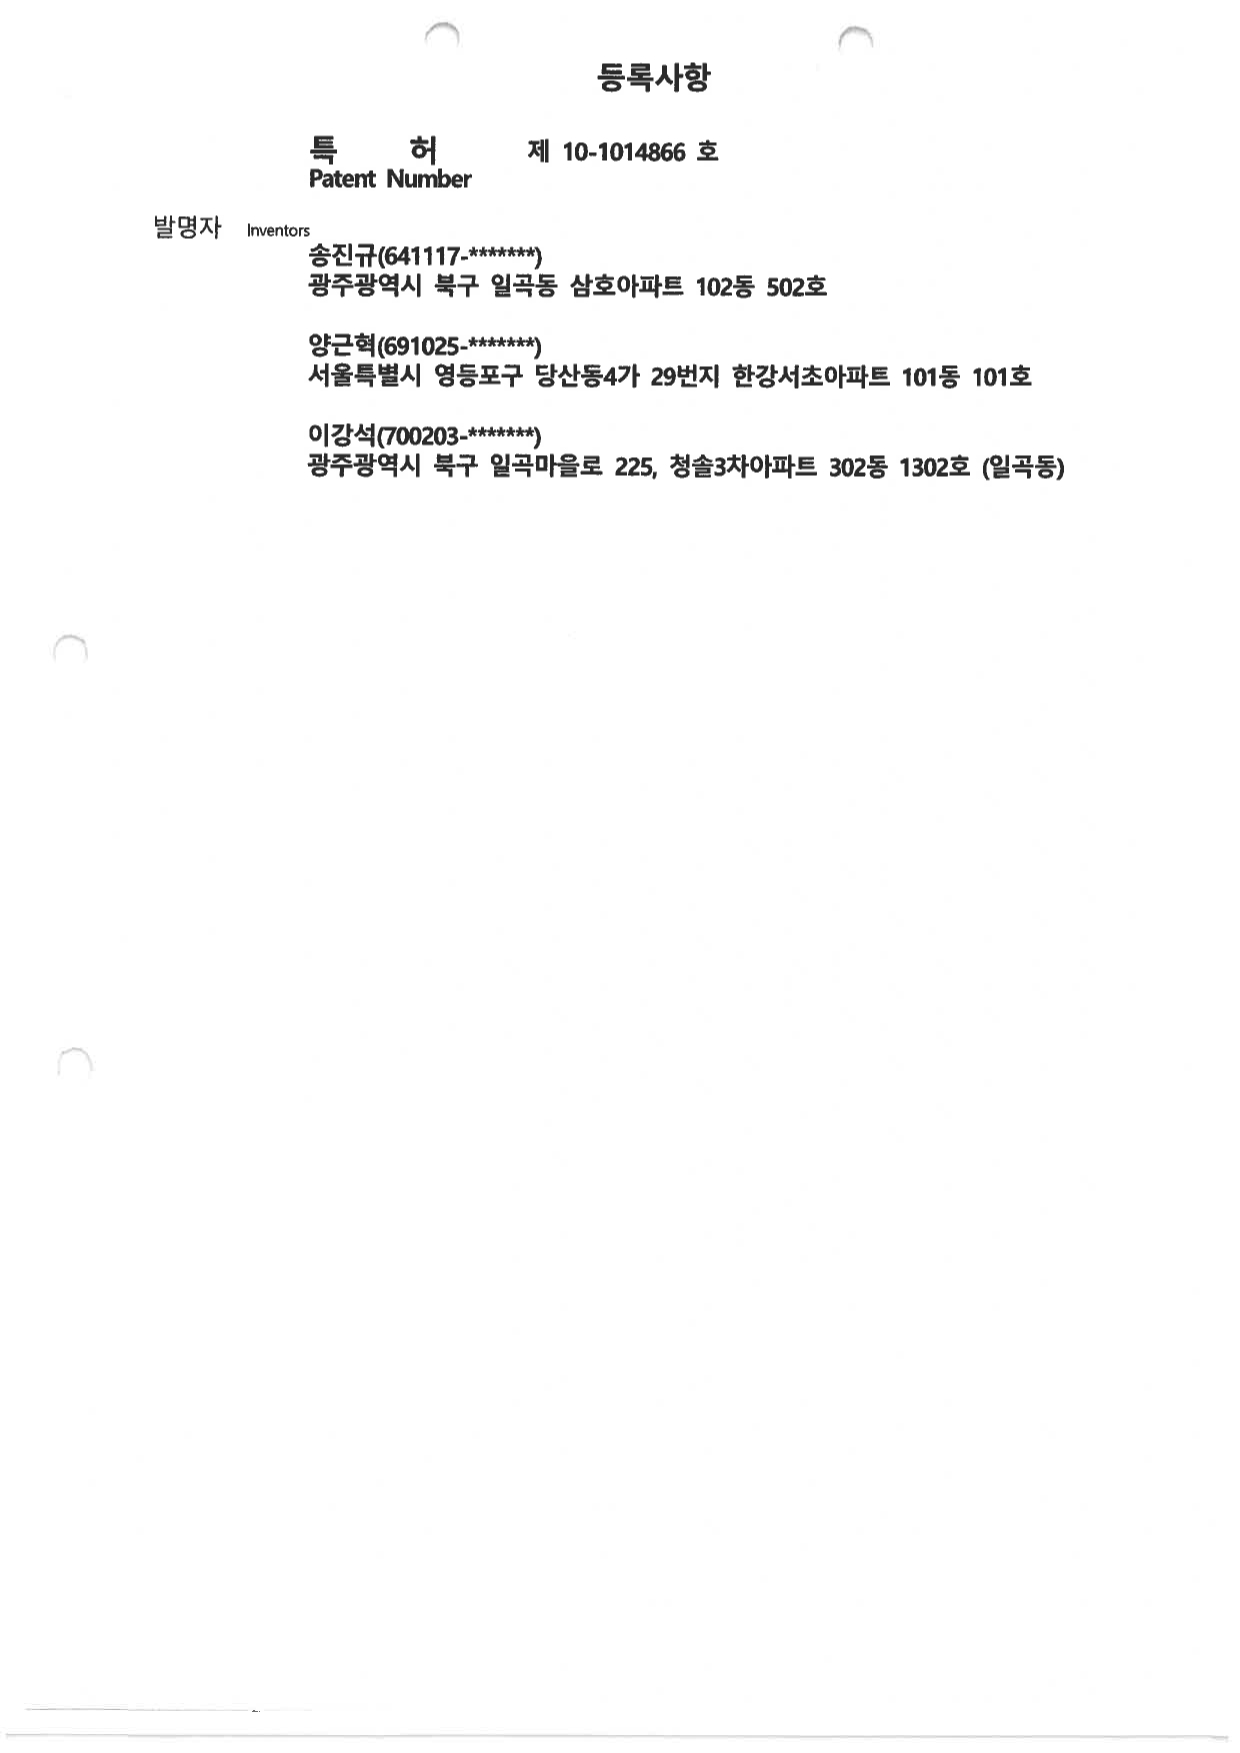 등록사항
특 허 제 10-1014866 호
Patent Number
발명자 Inventors
송진규(641117-*******)
광주광역시 북구 일곡동 삼호아파트 102동 502호
양근혁(691025-*******)
서울특별시 영등포구 당산동4가 29번지 한강서초아파트 101동 101호
이강석(700203-*******)
광주광역시 북구 일곡마을로 225, 청솔3차아파트 302동 1302호 (일곡동)